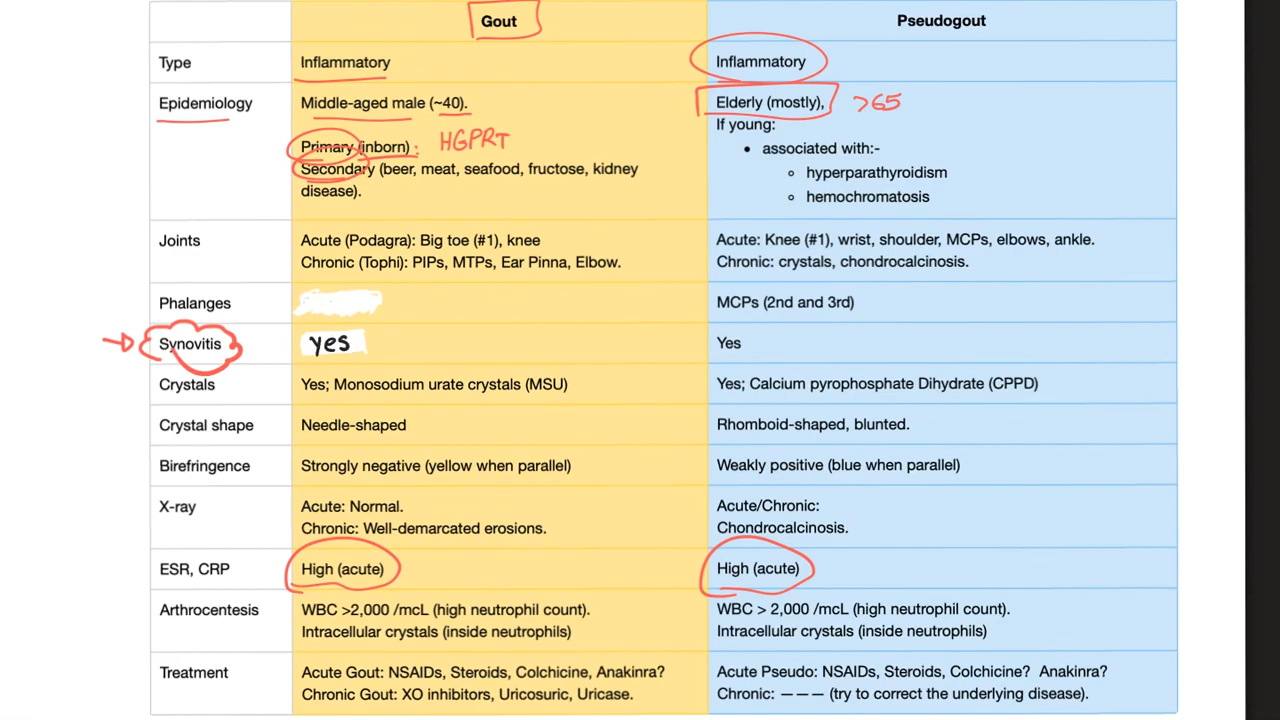 Gout Pseudogout
Type Inflammatory Inflammatory
Epidemiology Middle-aged male (~40). Elderly (mostly), >65
If young:
Primary (inborn) : HGPRT • associated with:-
Secondary (beer, meat, seafood, fructose, kidney ○ hyperparathyroidism
disease). ○ hemochromatosis
Joints Acute (Podagra): Big toe (#1), knee Acute: Knee (#1), wrist, shoulder, MCPs, elbows, ankle.
Chronic (Tophi): PIPs, MTPs, Ear Pinna, Elbow. Chronic: crystals, chondrocalcinosis.
Phalanges MCPs (2nd and 3rd)
Synovitis yes Yes
Crystals Yes; Monosodium urate crystals (MSU) Yes; Calcium pyrophosphate Dihydrate (CPPD)
Crystal shape Needle-shaped Rhomboid-shaped, blunted.
Birefringence Strongly negative (yellow when parallel) Weakly positive (blue when parallel)
X-ray Acute: Normal. Acute/Chronic:
Chronic: Well-demarcated erosions. Chondrocalcinosis.
ESR, CRP High (acute) High (acute)
Arthrocentesis WBC >2,000 /mcL (high neutrophil count). WBC > 2,000 /mcL (high neutrophil count).
Intracellular crystals (inside neutrophils) Intracellular crystals (inside neutrophils)
Treatment Acute Gout: NSAIDs, Steroids, Colchicine, Anakinra? Acute Pseudo: NSAIDs, Steroids, Colchicine? Anakinra?
Chronic Gout: XO inhibitors, Uricosuric, Uricase. Chronic: – – – (try to correct the underlying disease).